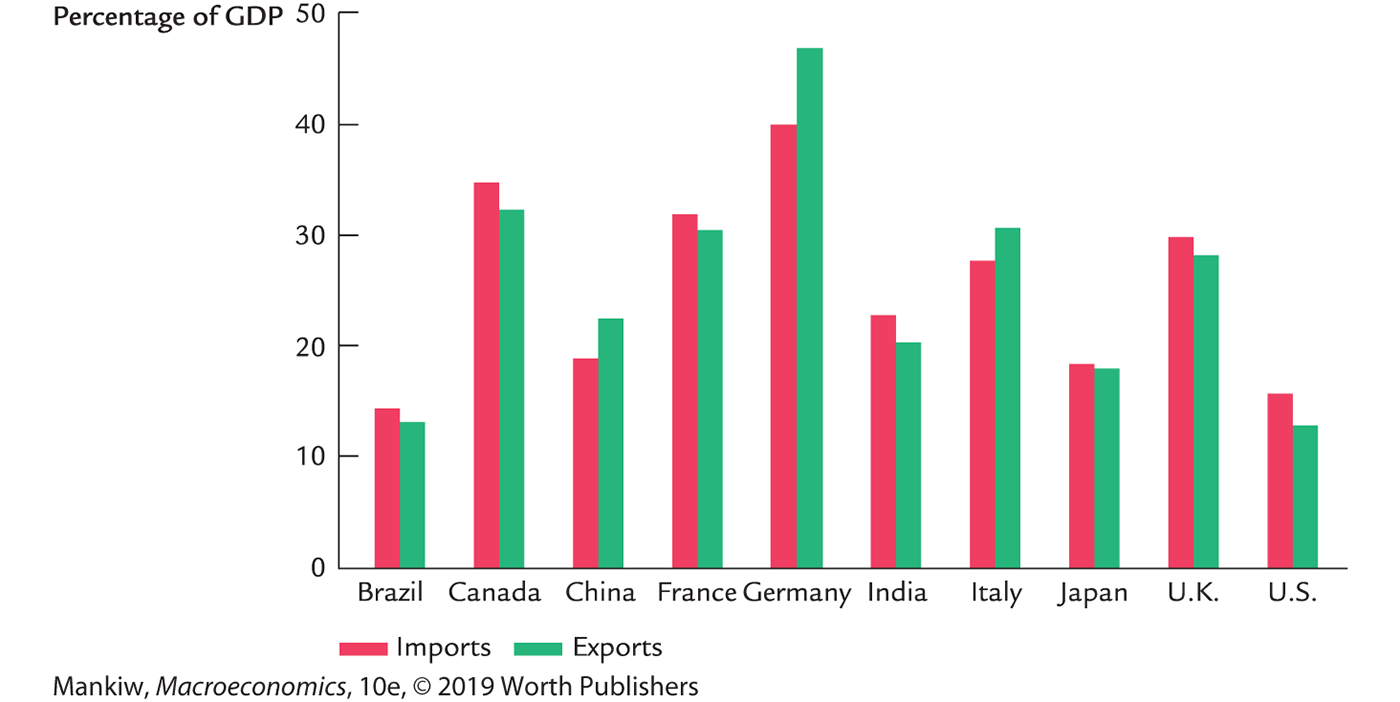 Percentage of GDP 50
40
30
20
10
0
Brazil Canada China France Germany India Italy Japan U.K. U.S.
Imports Exports
Mankiw, Macroeconomics, 10e, © 2019 Worth Publishers